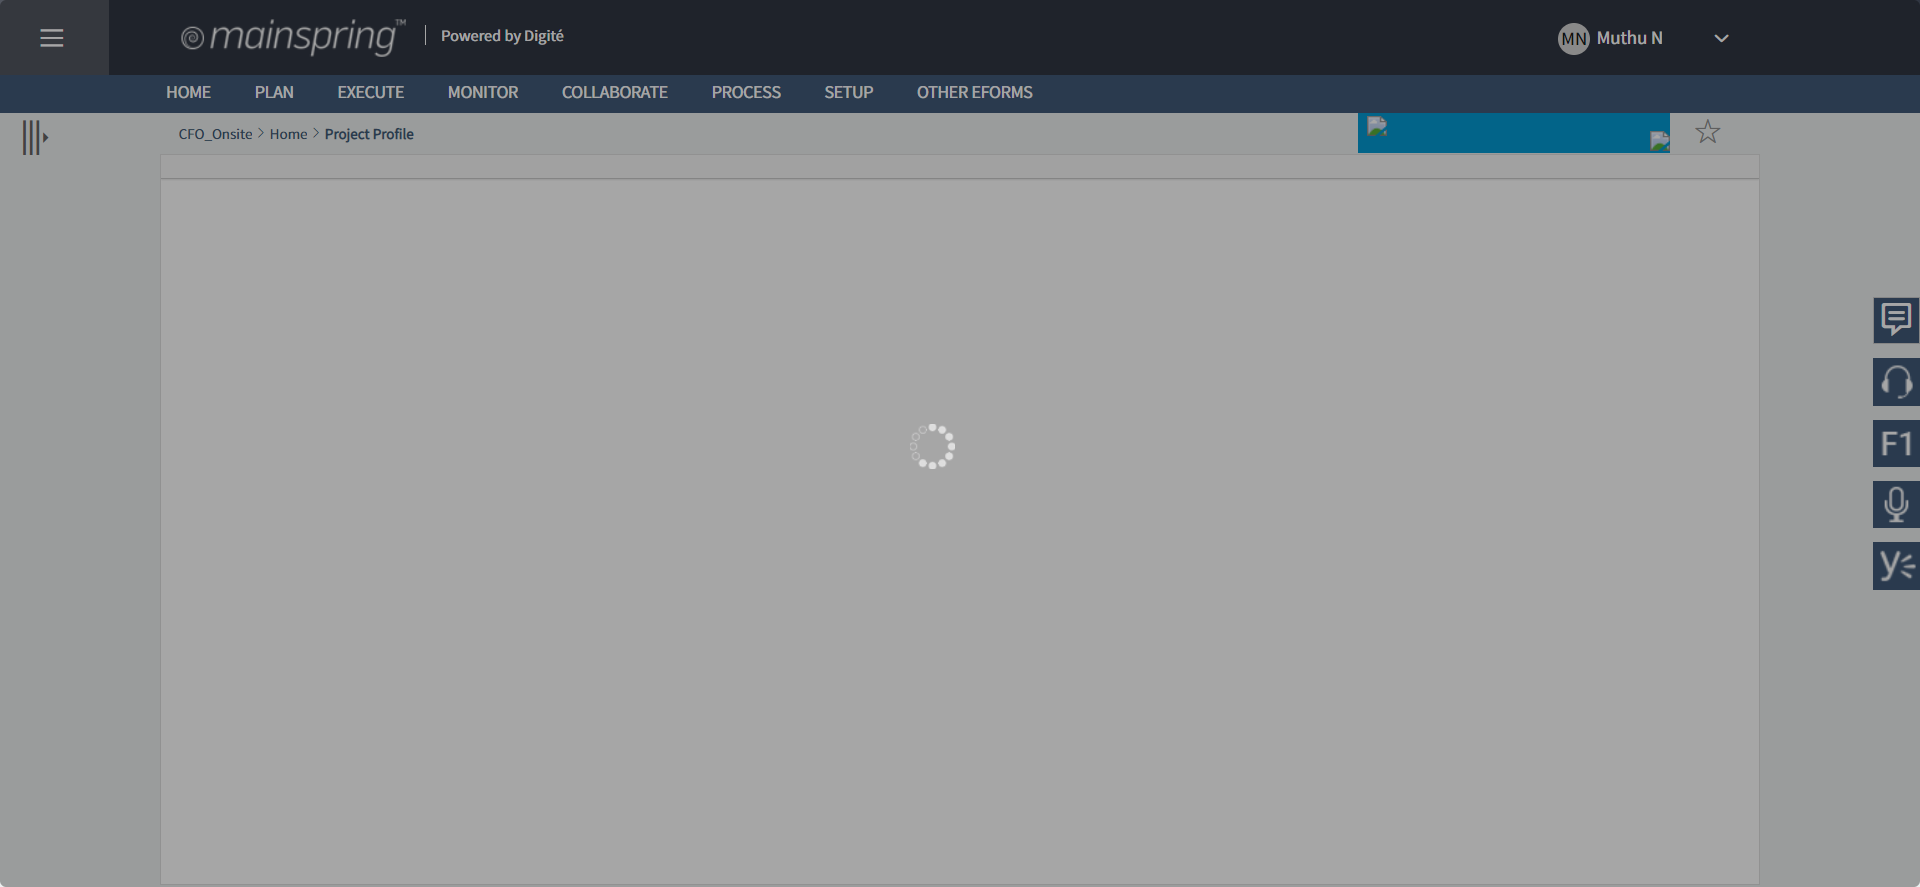 mainspring™ Powered by Digité
MN Muthu N
HOME PLAN EXECUTE MONITOR COLLABORATE PROCESS SETUP OTHER EFORMS
CFO_Onsite > Home > Project Profile
F1